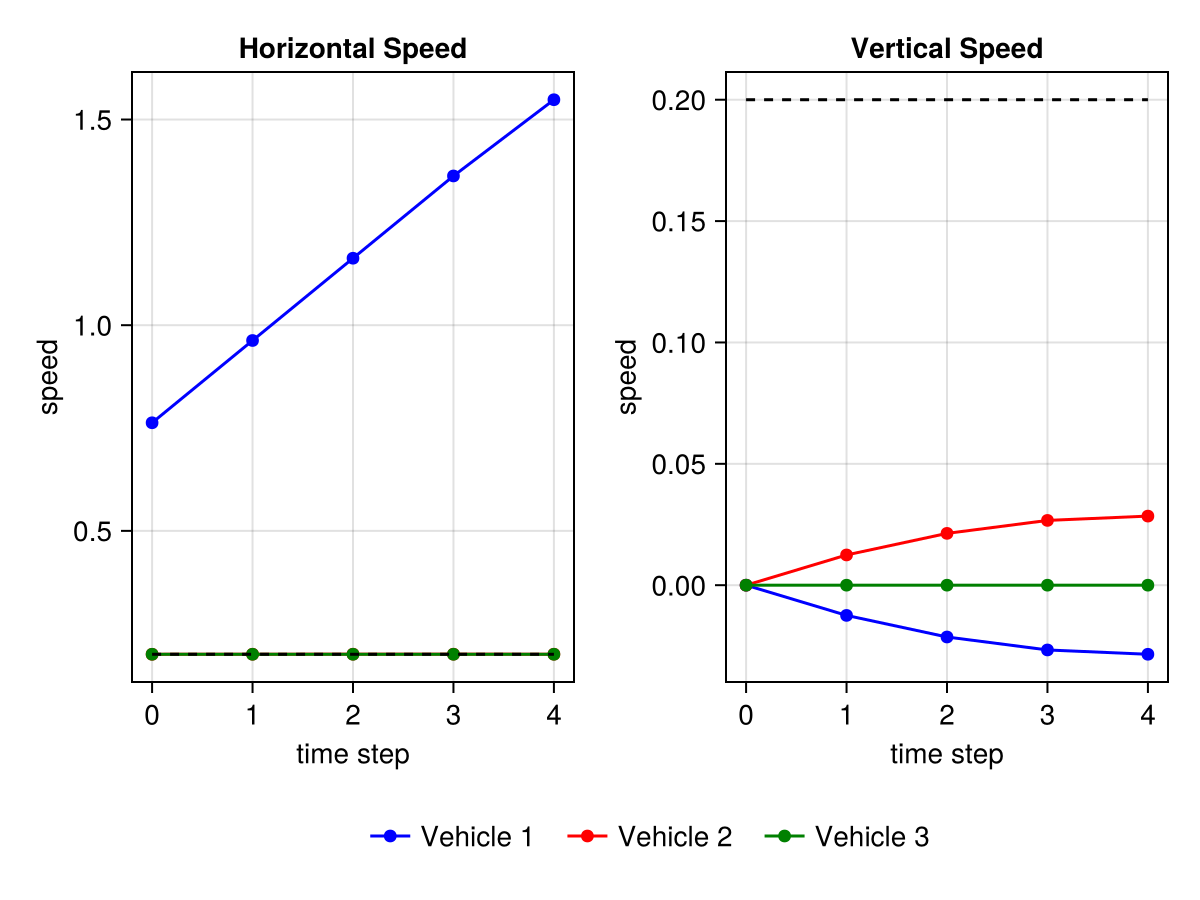 Horizontal Speed
1.5
1.0
0.5
speed
0 1 2 3 4
time step
Vertical Speed
0.20
0.15
0.10
0.05
0.00
speed
0 1 2 3 4
time step
Vehicle 1 Vehicle 2 Vehicle 3